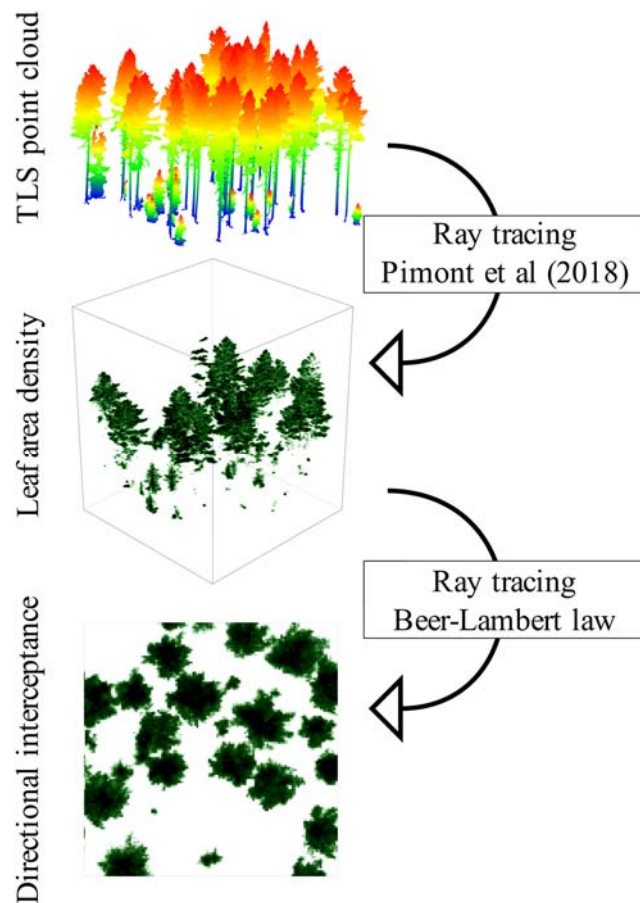 TLS point cloud
Ray tracing
Pimont et al (2018)
Leaf area density
Ray tracing
Beer-Lambert law
Directional interceptance